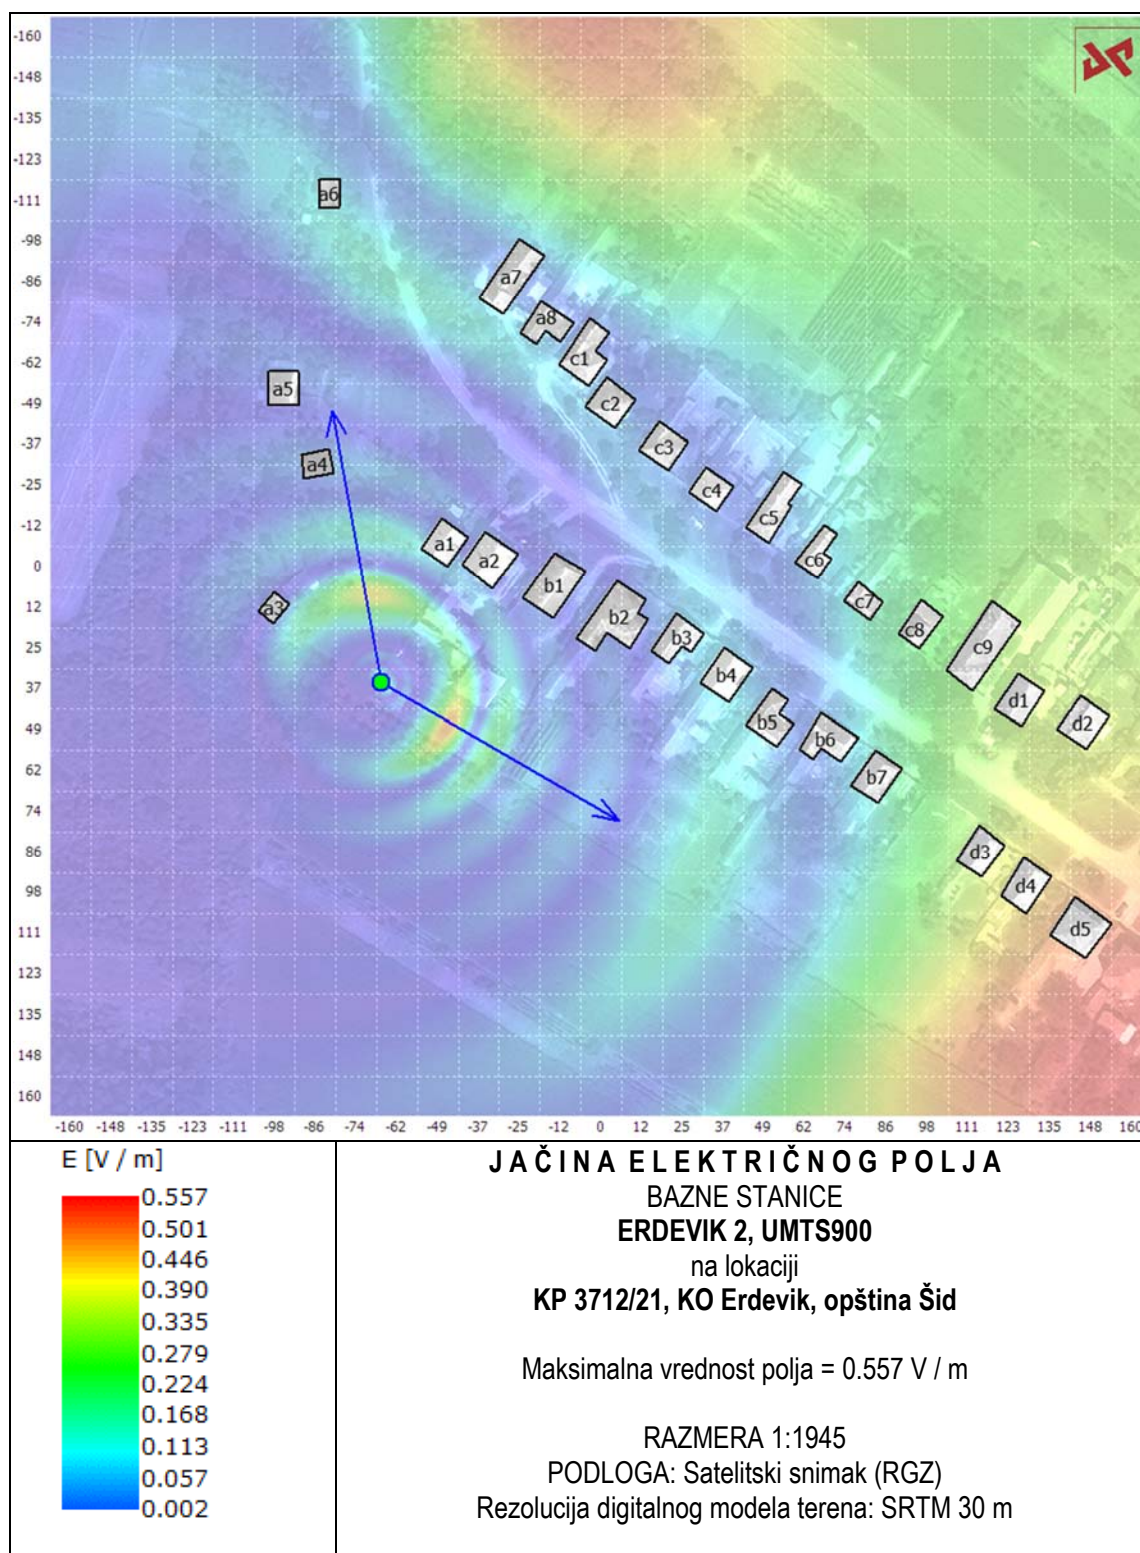 -160
-148
-135
-123
-111
-98
-86
-74
-62
-49
-37
-25
-12
0
12
25
37
49
62
74
86
98
111
123
135
148
160
a6
a7
a8
c1
a5
c2
c3
a4
c4
c5
a1
a2
c6
b1
c7
a3
b2
c8
b3
c9
b4
d1
b5
d2
b6
b7
d3
d4
d5
-160 -148 -135 -123 -111 -98 -86 -74 -62 -49 -37 -25 -12 0 12 25 37 49 62 74 86 98 111 123 135 148 160
E [V / m]
0.557
0.501
0.446
0.390
0.335
0.279
0.224
0.168
0.113
0.057
0.002
JAČINA ELEKTRIČNOG POLJA
BAZNE STANICE
ERDEVIK 2, UMTS900
na lokaciji
KP 3712/21, KO Erdevik, opština Šid
Maksimalna vrednost polja = 0.557 V / m
RAZMERA 1:1945
PODLOGA: Satelitski snimak (RGZ)
Rezolucija digitalnog modela terena: SRTM 30 m